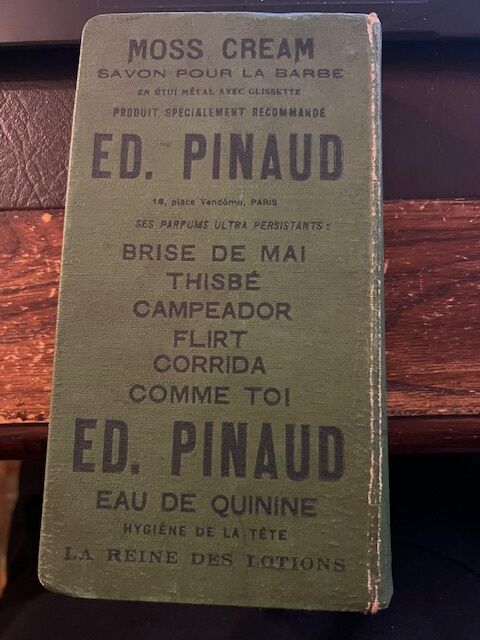 MOSS CREAM
SAVON POUR LA BARBE
EN ÉTUI MÉTAL AVEC GLISSETTE
PRODUIT SPÉCIALEMENT RECOMMANDÉ
ED. PINAUD
18, place Vendôme, PARIS
SES PARFUMS ULTRA PERSISTANTS :
BRISE DE MAI
THISBÉ
CAMPEADOR
FLIRT
CORRIDA
COMME TOI
ED. PINAUD
EAU DE QUININE
HYGIÈNE DE LA TÊTE
LA REINE DES LOTIONS